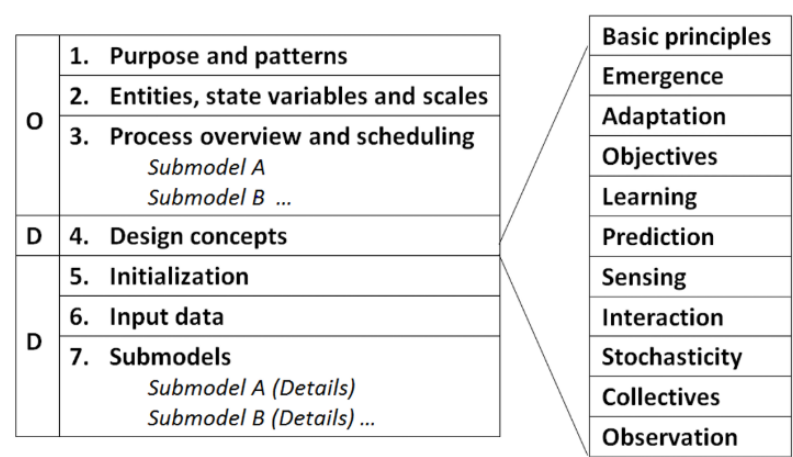 O
1. Purpose and patterns
2. Entities, state variables and scales
3. Process overview and scheduling
Submodel A
Submodel B ...
D
4. Design concepts
D
5. Initialization
6. Input data
7. Submodels
Submodel A (Details)
Submodel B (Details) ...
Basic principles
Emergence
Adaptation
Objectives
Learning
Prediction
Sensing
Interaction
Stochasticity
Collectives
Observation